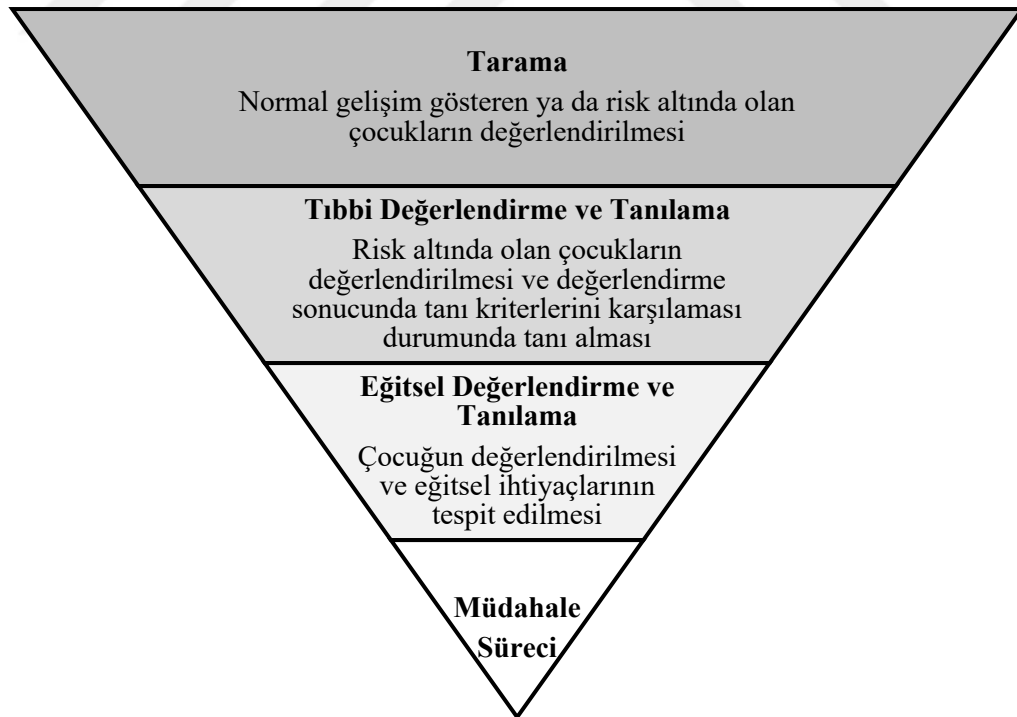 Tarama
Normal gelişim gösteren ya da risk altında olan
çocukların değerlendirilmesi
Tıbbi Değerlendirme ve Tanılama
Risk altında olan çocukların
değerlendirilmesi ve değerlendirme
sonucunda tanı kriterlerini karşılaması
durumunda tanı alması
Eğitsel Değerlendirme ve
Tanılama
Çocuğun değerlendirilmesi
ve eğitsel ihtiyaçlarının
tespit edilmesi
Müdahale
Süreci